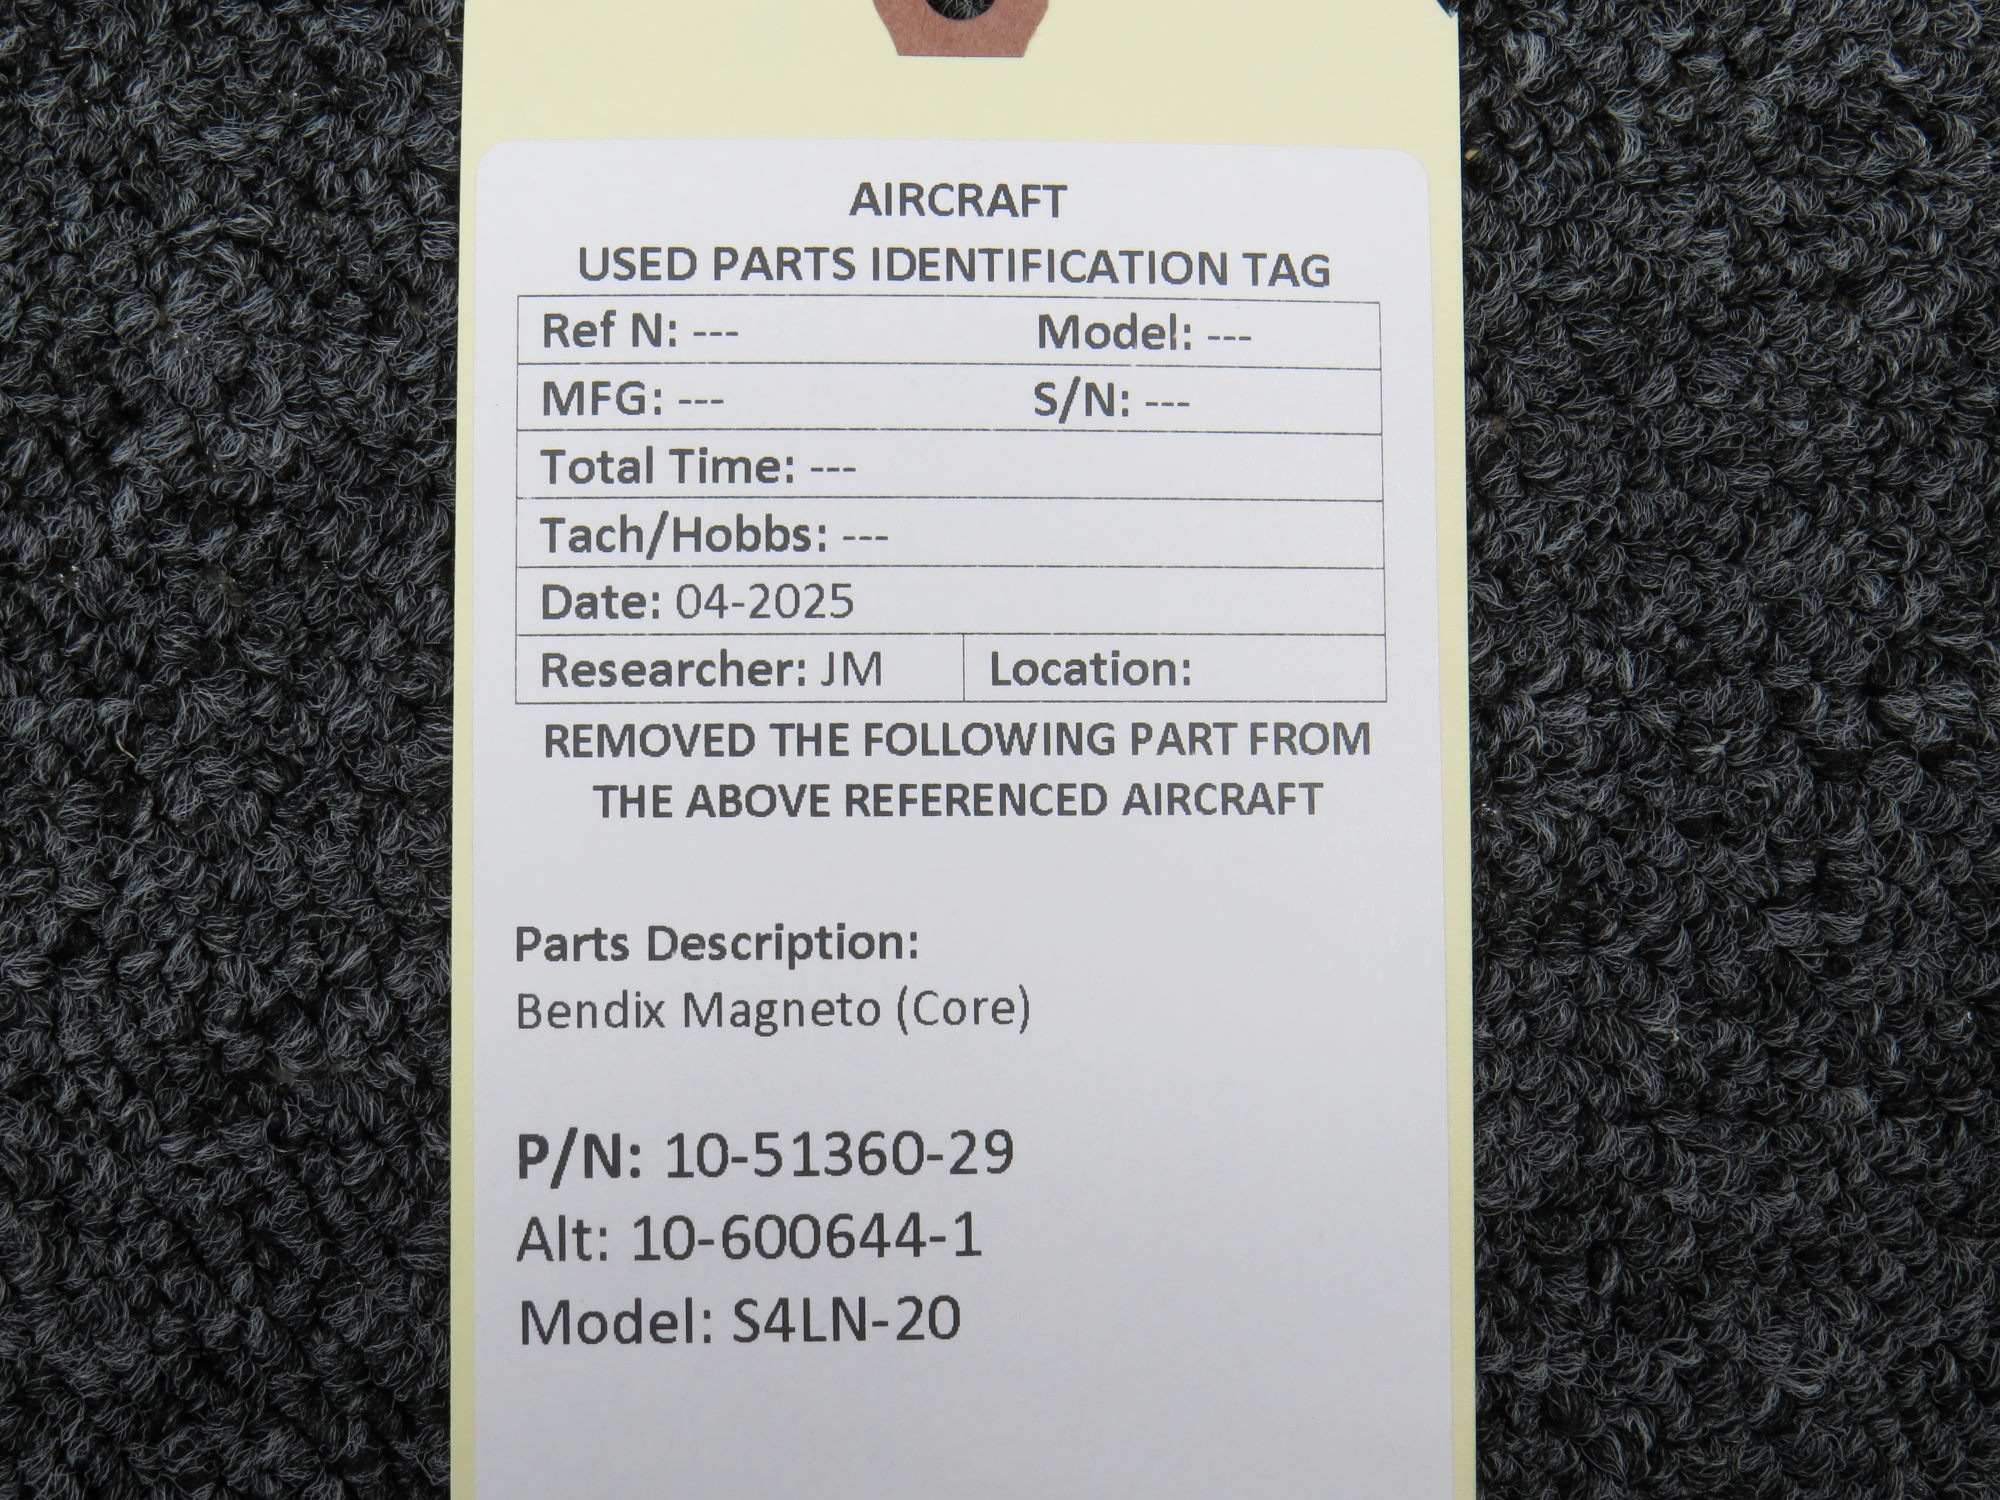 AIRCRAFT
USED PARTS IDENTIFICATION TAG
Ref N: --- Model: ---
MFG: --- S/N: ---
Total Time: ---
Tach/Hobbs: ---
Date: 04-2025
Researcher: JM Location:
REMOVED THE FOLLOWING PART FROM
THE ABOVE REFERENCED AIRCRAFT
Parts Description:
Bendix Magneto (Core)
P/N: 10-51360-29
Alt: 10-600644-1
Model: S4LN-20